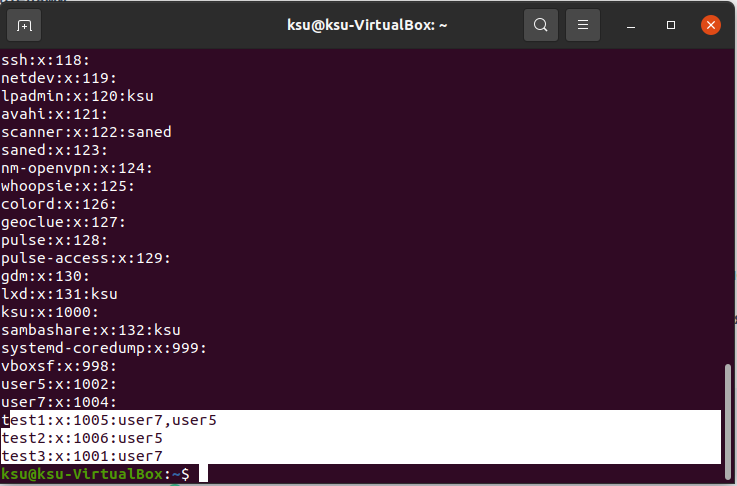 ksu@ksu-VirtualBox: ~
ssh:x:118:
netdev:x:119:
lpadmin:x:120:ksu
avahi:x:121:
scanner:x:122:saned
saned:x:123:
nm-openvpn:x:124:
whoopsie:x:125:
colord:x:126:
geoclue:x:127:
pulse:x:128:
pulse-access:x:129:
gdm:x:130:
lxd:x:131:ksu
ksu:x:1000:
sambashare:x:132:ksu
systemd-coredump:x:999:
vboxsf:x:998:
user5:x:1002:
user7:x:1004:
test1:x:1005:user7,user5
test2:x:1006:user5
test3:x:1001:user7
ksu@ksu-VirtualBox:~$